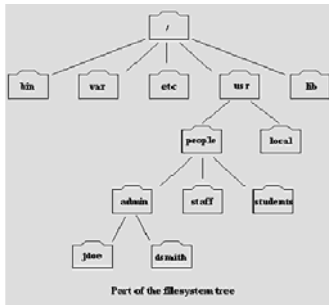 /
bin var etc usr lib
people local
admin staff students
jdoe dsmith
Part of the filesystem tree